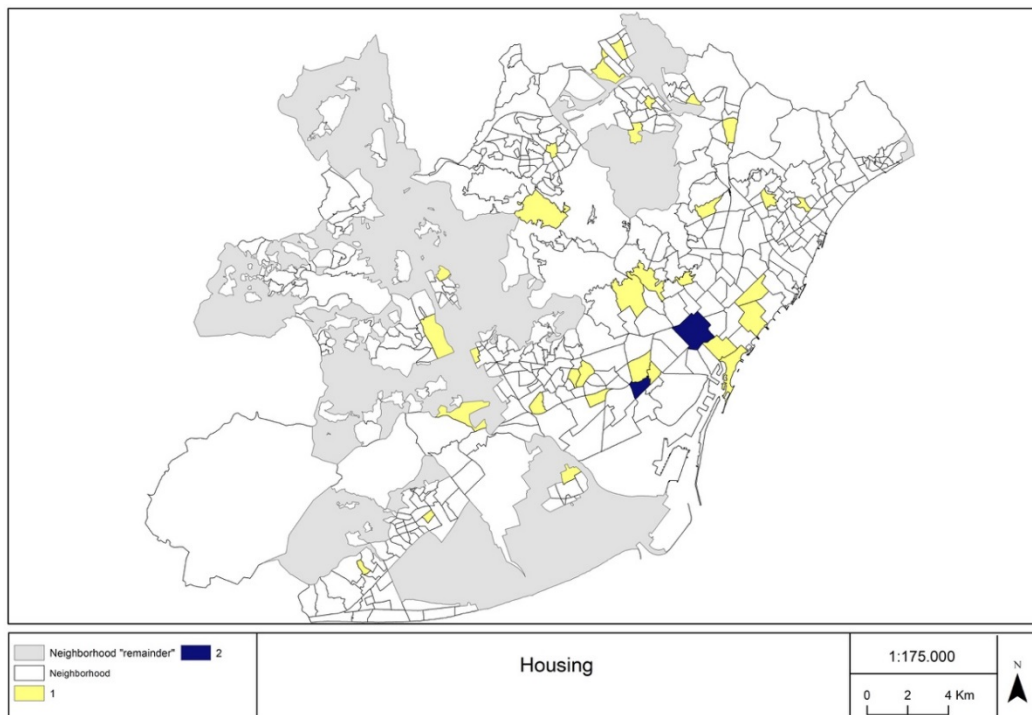 Neighborhood "remainder"
2
Neighborhood
1
Housing
1:175.000
0 2 4 Km
N